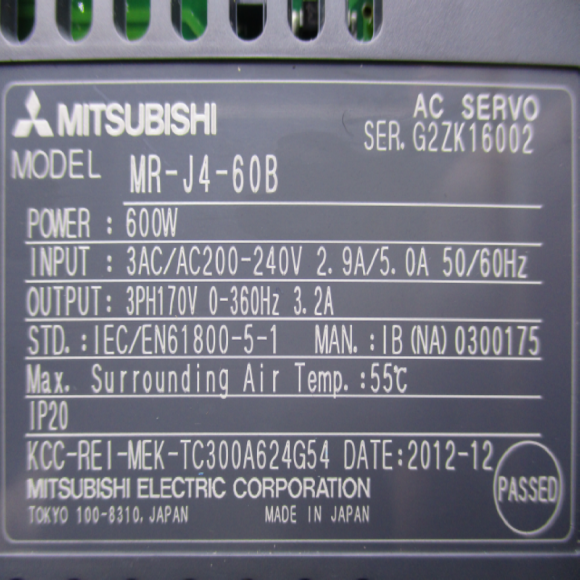 MITSUBISHI
AC SERVO
SER. G2ZK16002
MODEL MR-J4-60B
POWER : 600W
INPUT : 3AC/AC200-240V 2.9A/5.0A 50/60Hz
OUTPUT: 3PH170V 0-360Hz 3.2A
STD.:IEC/EN61800-5-1 MAN.:IB(NA)0300175
Max. Surrounding Air Temp.:55℃
IP20
KCC-REI-MEK-TC300A624G54 DATE:2012-12
MITSUBISHI ELECTRIC CORPORATION
PASSED
TOKYO 100-8310, JAPAN MADE IN JAPAN